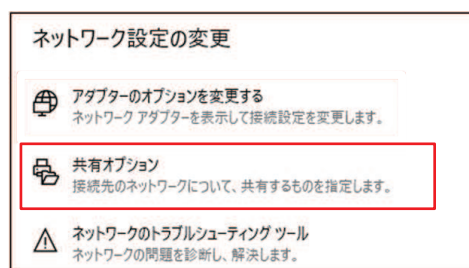 ネットワーク設定の変更
アダプターのオプションを変更する
ネットワーク アダプターを表示して接続設定を変更します。
共有オプション
接続先のネットワークについて、共有するものを指定します。
ネットワークのトラブルシューティング ツール
ネットワークの問題を診断し、解決します。